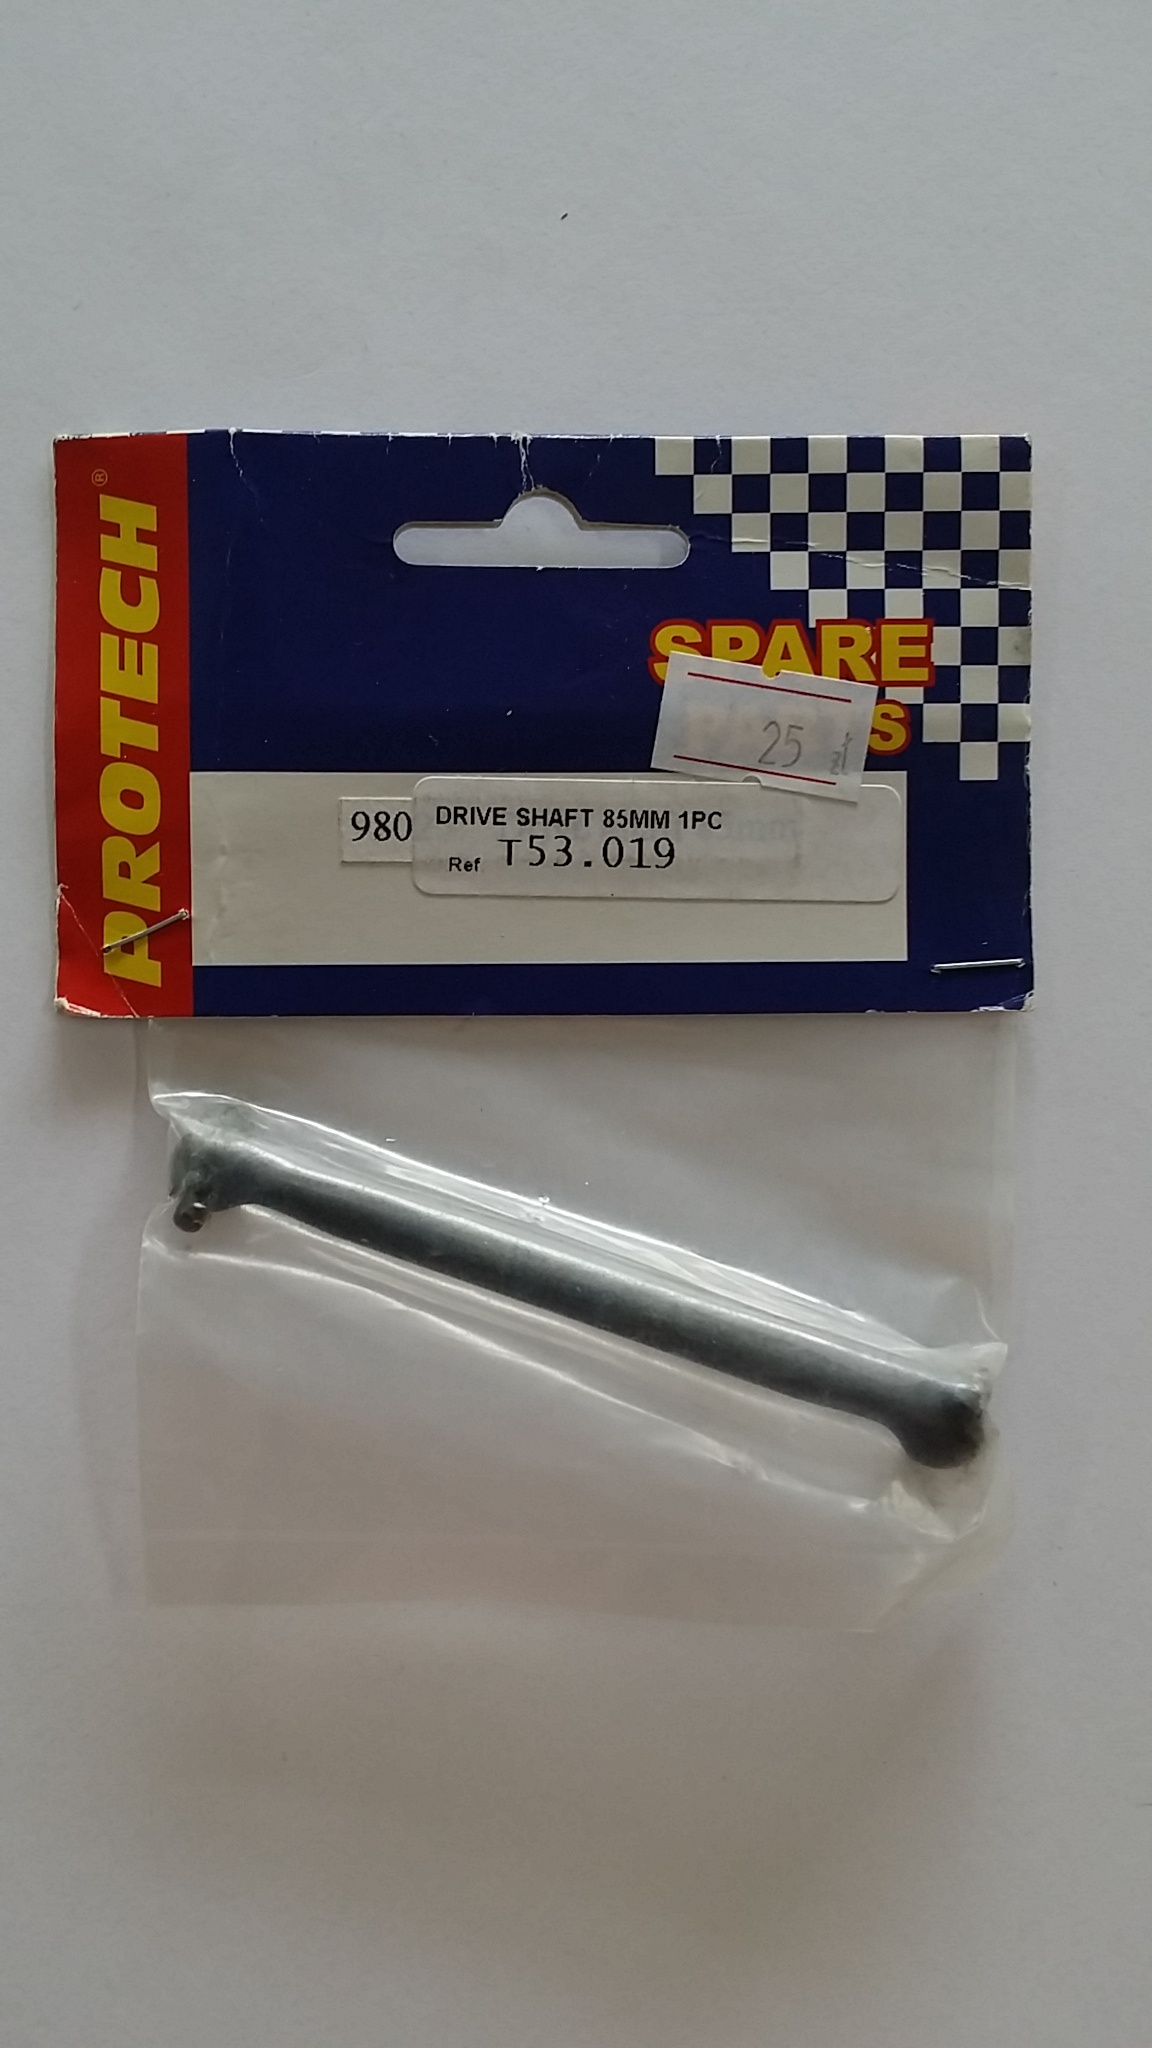 PROTECH®
SPARE
25 zł
980
DRIVE SHAFT 85MM 1PC
Ref T53.019